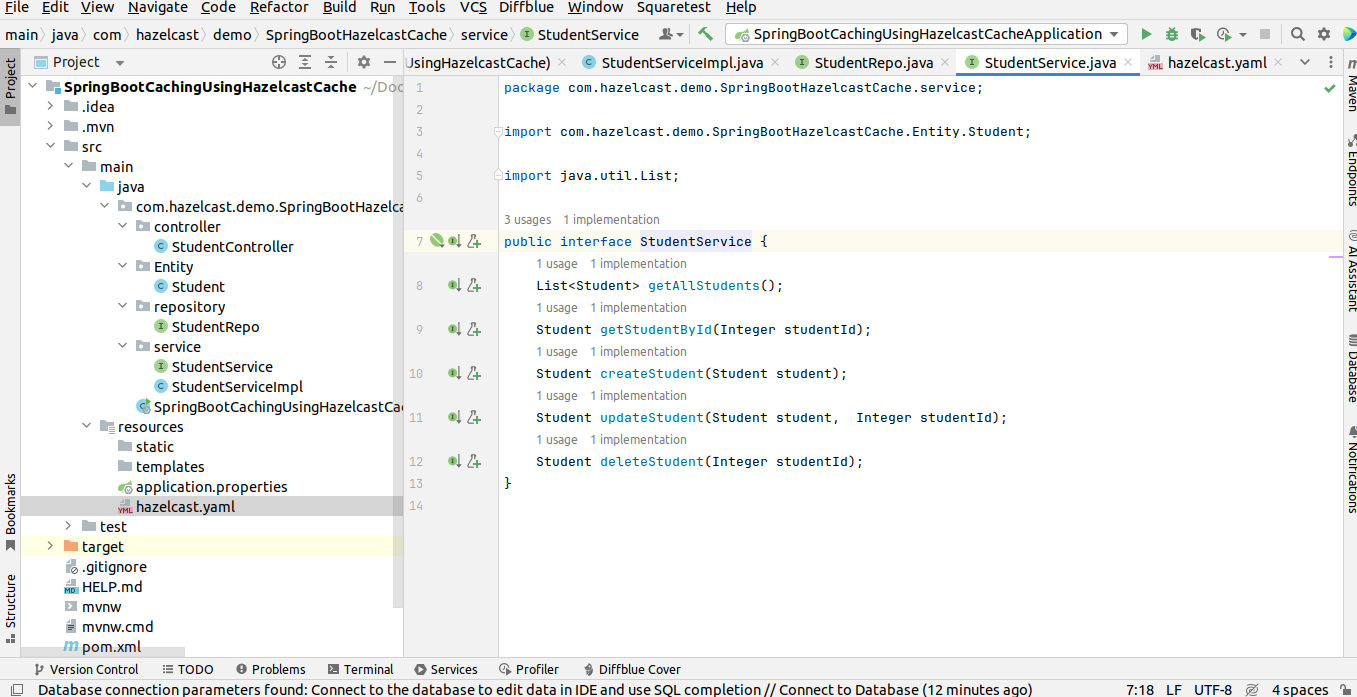 File Edit View Navigate Code Refactor Build Run Tools VCS Diffblue Window Squaretest Help
main java com hazelcast demo SpringBootHazelcastCache service I StudentService SpringBootCachingUsingHazelcastCacheApplication
Project
UsingHazelcastCache) C StudentServiceImpl.java I StudentRepo.java I StudentService.java YML hazelcast.yaml
Project
Bookmarks
Structure
SpringBootCachingUsingHazelcastCache ~/Doc
.idea
.mvn
src
main
java
com.hazelcast.demo.SpringBootHazelca
controller
C StudentController
Entity
C Student
repository
I StudentRepo
service
I StudentService
C StudentServiceImpl
SpringBootCachingUsingHazelcastCa
resources
static
templates
application.properties
YML hazelcast.yaml
test
target
.gitignore
MD HELP.md
mvnw
mvnw.cmd
m pom.xml
1 package com.hazelcast.demo.SpringBootHazelcastCache.service;
2
3 import com.hazelcast.demo.SpringBootHazelcastCache.Entity.Student;
4
5 import java.util.List;
6
3 usages 1 implementation
7 public interface StudentService {
1 usage 1 implementation
8 List<Student> getAllStudents();
1 usage 1 implementation
9 Student getStudentById(Integer studentId);
1 usage 1 implementation
10 Student createStudent(Student student);
1 usage 1 implementation
11 Student updateStudent(Student student, Integer studentId);
1 usage 1 implementation
12 Student deleteStudent(Integer studentId);
13 }
14
m Maven
Endpoints
AI Assistant
Database
Notifications
Version Control TODO Problems Terminal Services Profiler Diffblue Cover
Database connection parameters found: Connect to the database to edit data in IDE and use SQL completion // Connect to Database (12 minutes ago) 7:18 LF UTF-8 4 spaces